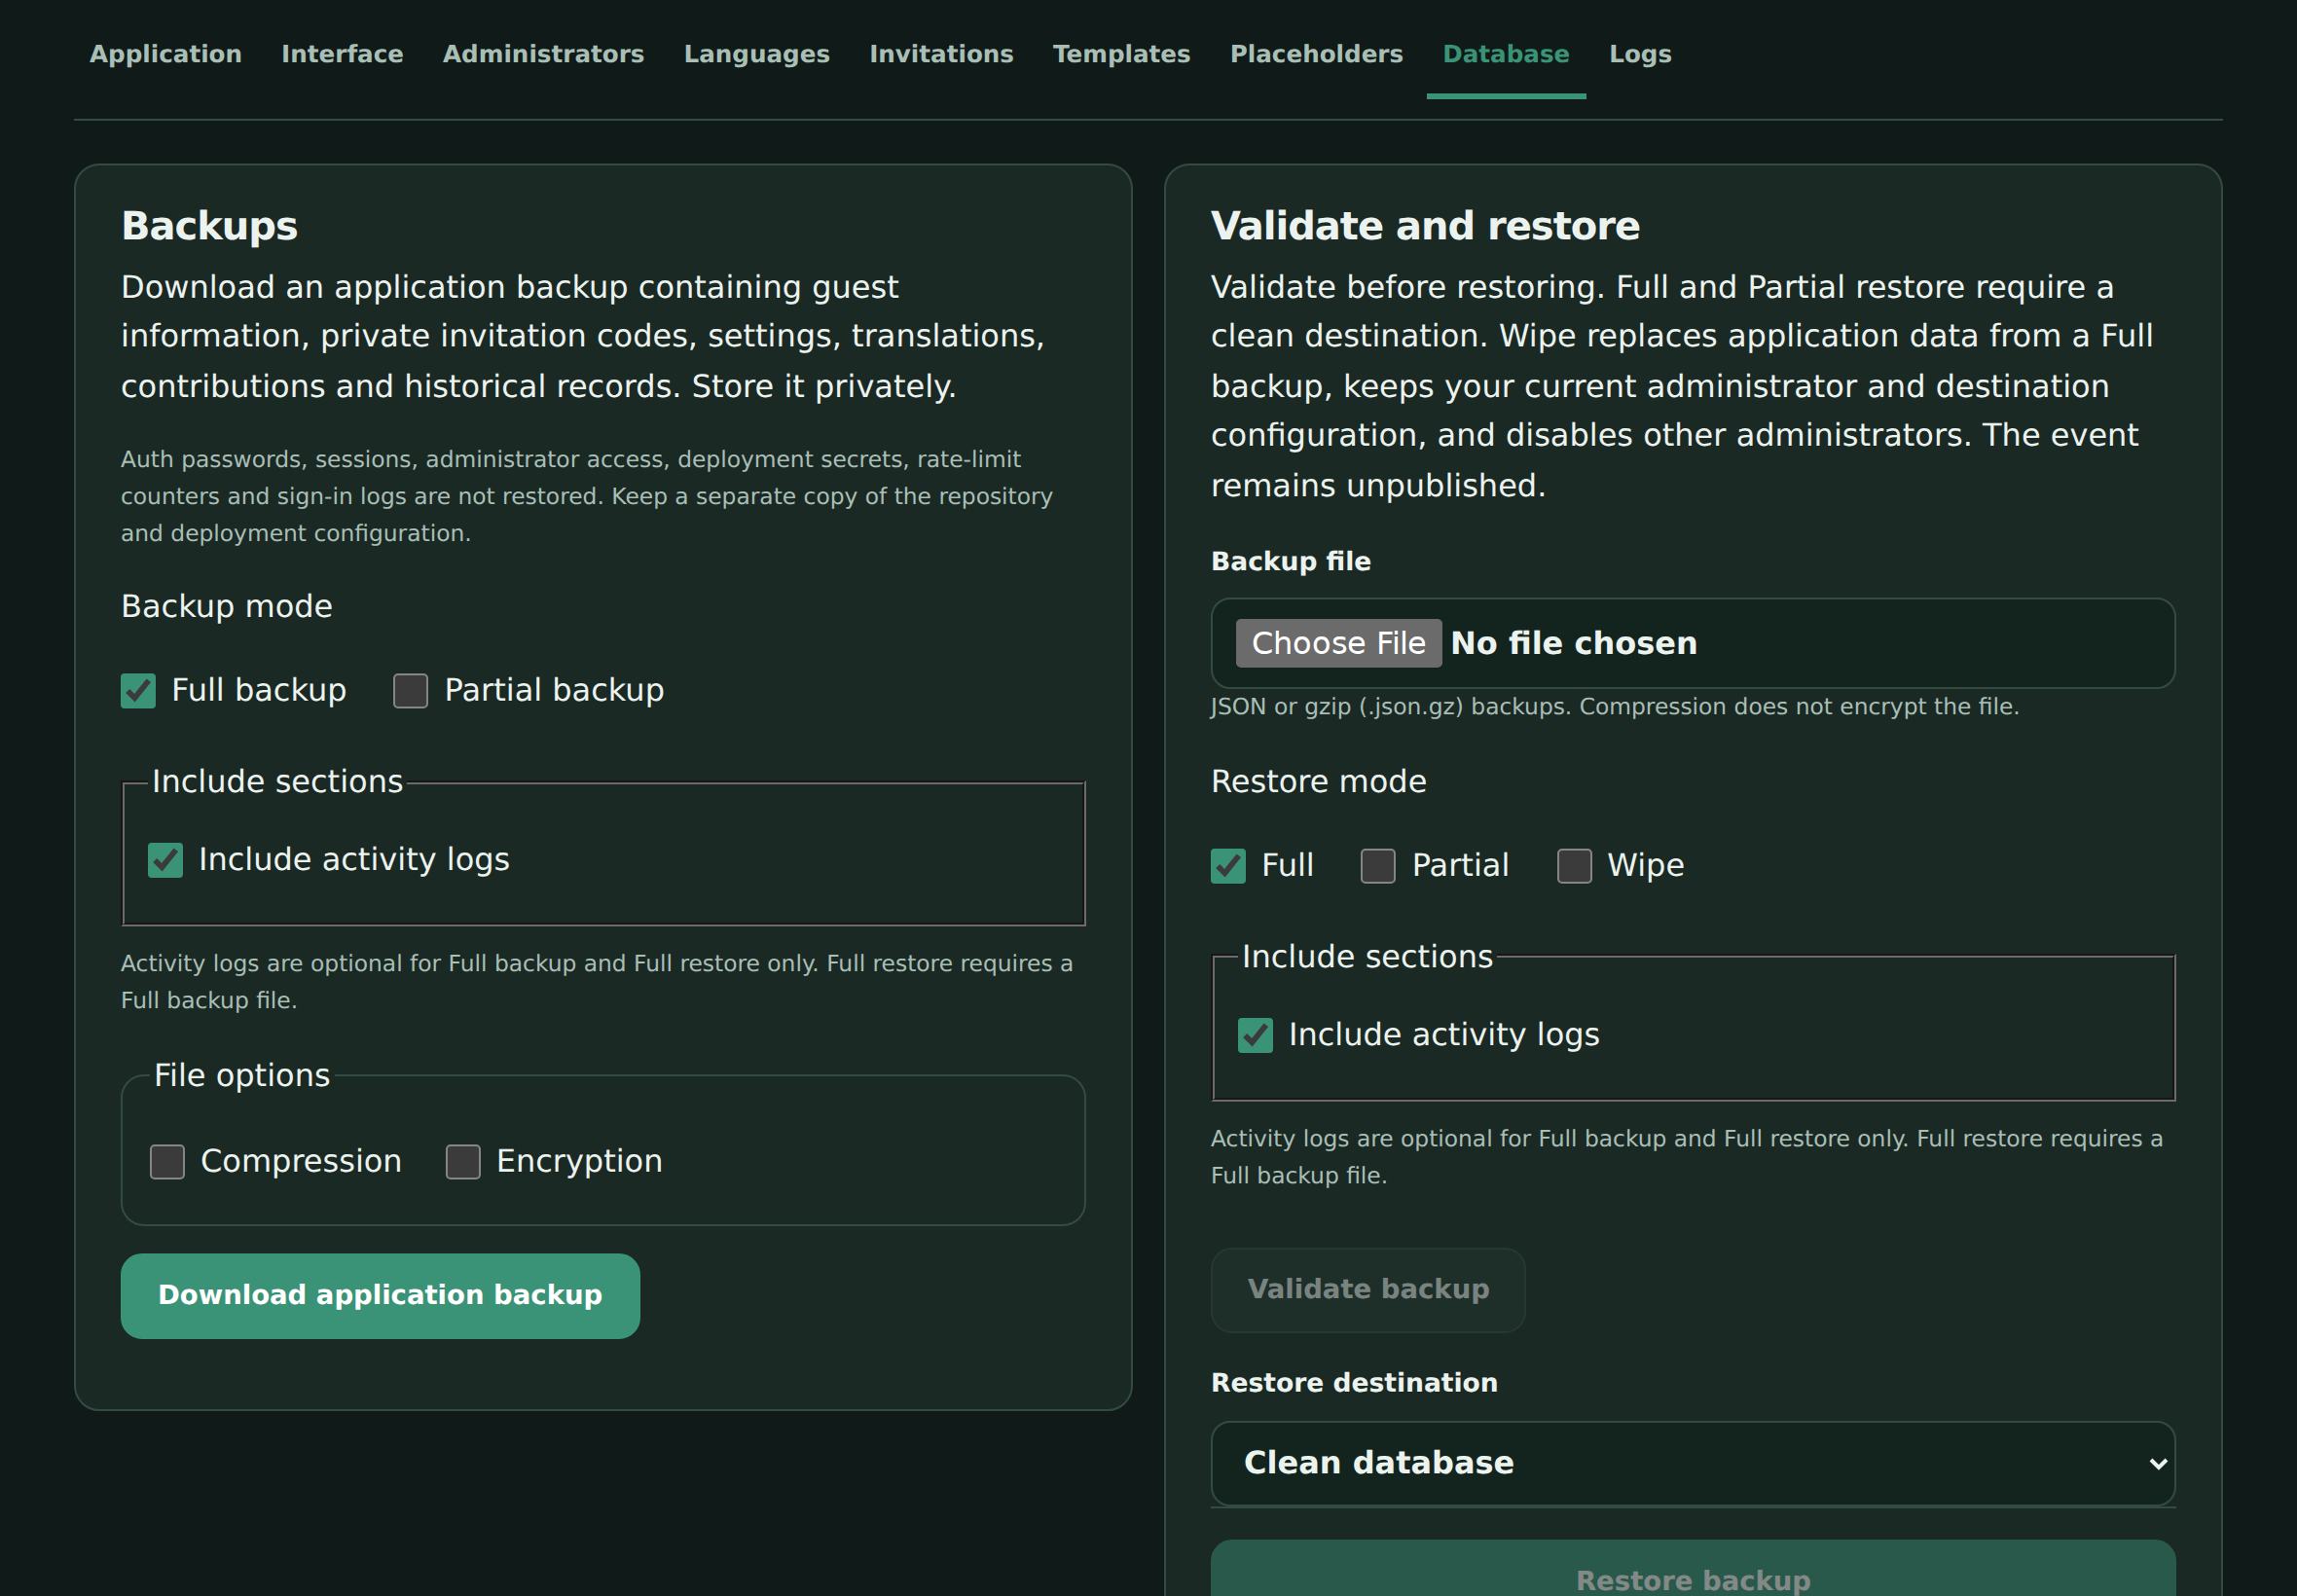 Application Interface Administrators Languages Invitations Templates Placeholders Database Logs
Backups
Download an application backup containing guest
information, private invitation codes, settings, translations,
contributions and historical records. Store it privately.
Auth passwords, sessions, administrator access, deployment secrets, rate-limit
counters and sign-in logs are not restored. Keep a separate copy of the repository
and deployment configuration.
Backup mode
Full backup Partial backup
Include sections
Include activity logs
Activity logs are optional for Full backup and Full restore only. Full restore requires a
Full backup file.
File options
Compression Encryption
Download application backup
Validate and restore
Validate before restoring. Full and Partial restore require a
clean destination. Wipe replaces application data from a Full
backup, keeps your current administrator and destination
configuration, and disables other administrators. The event
remains unpublished.
Backup file
Choose File No file chosen
JSON or gzip (.json.gz) backups. Compression does not encrypt the file.
Restore mode
Full Partial Wipe
Include sections
Include activity logs
Activity logs are optional for Full backup and Full restore only. Full restore requires a
Full backup file.
Validate backup
Restore destination
Clean database
Restore backup